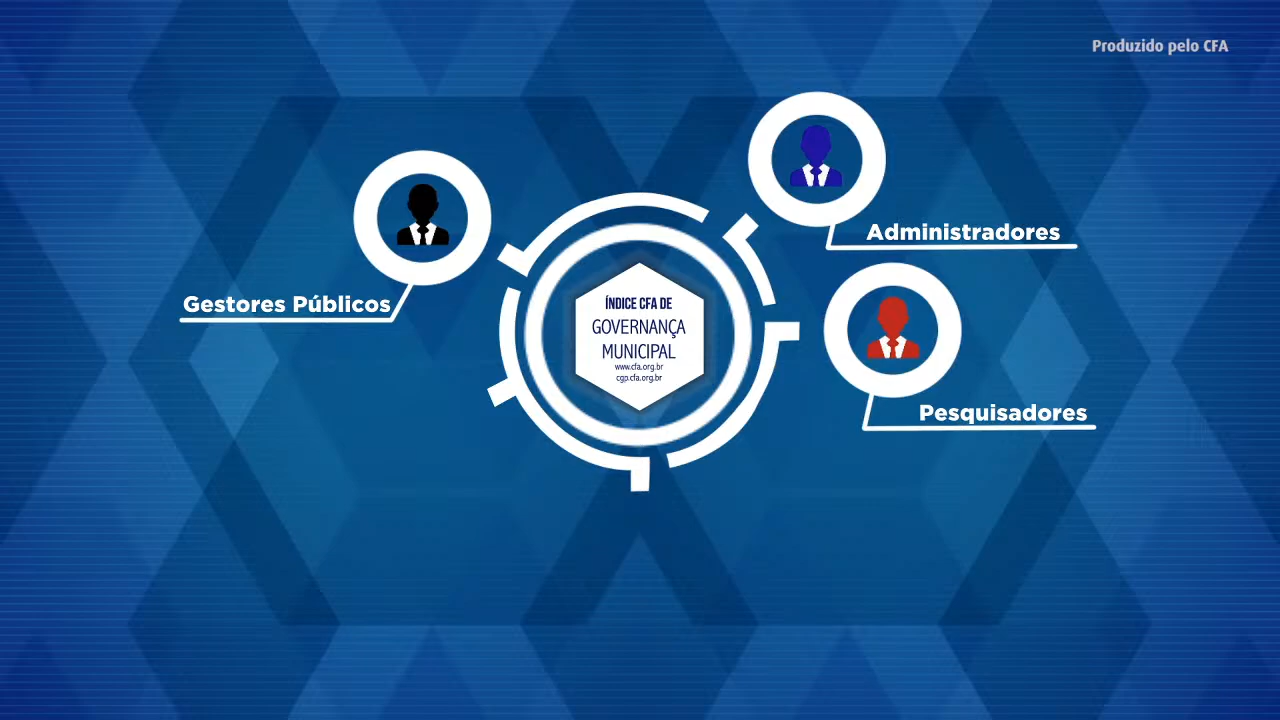 Produzido pelo CFA
Administradores
Gestores Públicos
ÍNDICE CFA DE
GOVERNANÇA
MUNICIPAL
www.cfa.org.br
cgp.cfa.org.br
Pesquisadores